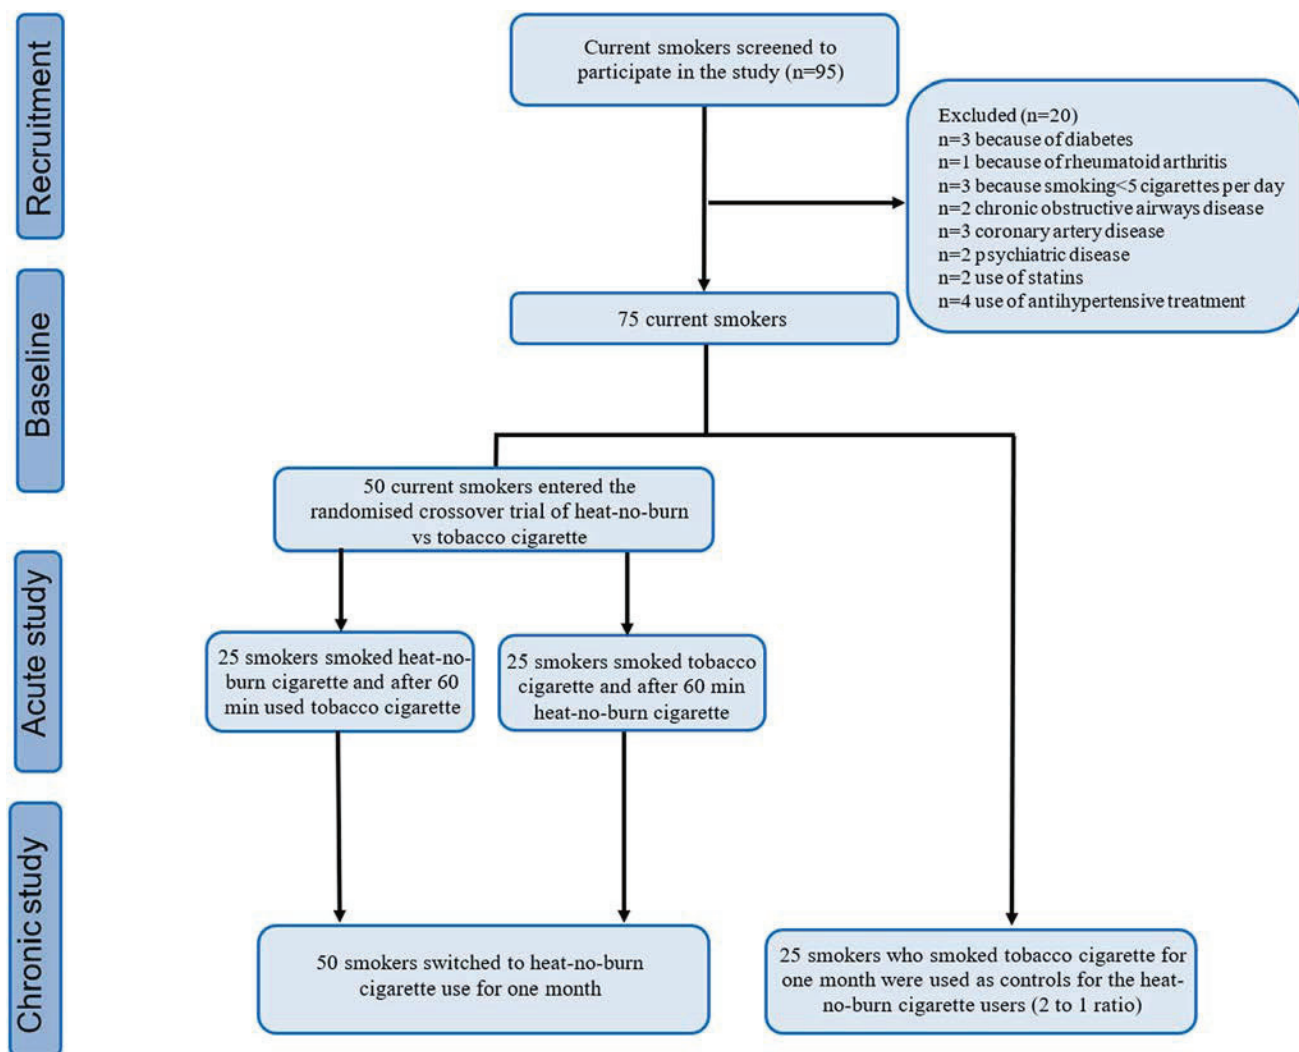 Recruitment
Current smokers screened to
participate in the study (n=95)
Excluded (n=20)
n=3 because of diabetes
n=1 because of rheumatoid arthritis
n=3 because smoking<5 cigarettes per day
n=2 chronic obstructive airways disease
n=3 coronary artery disease
n=2 psychiatric disease
n=2 use of statins
n=4 use of antihypertensive treatment
Baseline
75 current smokers
50 current smokers entered the
randomised crossover trial of heat-no-burn
vs tobacco cigarette
Acute study
25 smokers smoked heat-no-
burn cigarette and after 60
min used tobacco cigarette
25 smokers smoked tobacco
cigarette and after 60 min
heat-no-burn cigarette
Chronic study
50 smokers switched to heat-no-burn
cigarette use for one month
25 smokers who smoked tobacco cigarette for
one month were used as controls for the heat-
no-burn cigarette users (2 to 1 ratio)